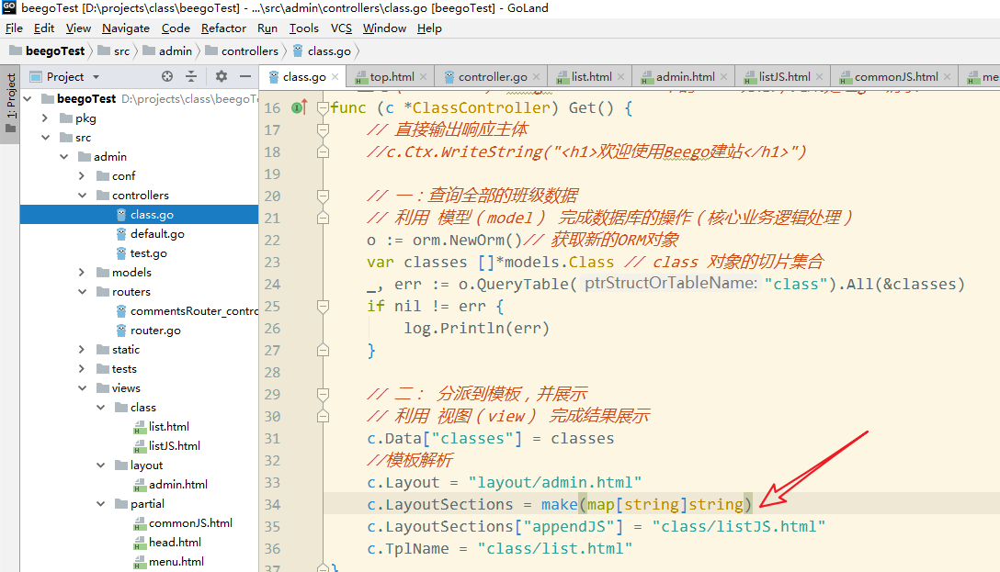 beegoTest [D:\projects\class\beegoTest] - ...\src\admin\controllers\class.go [beegoTest] - GoLand
File Edit View Navigate Code Refactor Run Tools VCS Window Help
beegoTest src admin controllers class.go
1: Project
Project
class.go top.html controller.go list.html admin.html listJS.html commonJS.html me
beegoTest D:\projects\class\beegoT
pkg
src
admin
conf
controllers
class.go
default.go
test.go
models
routers
commentsRouter_contro
router.go
static
tests
views
class
list.html
listJS.html
layout
admin.html
partial
commonJS.html
head.html
menu.html
16 func (c *ClassController) Get() {
17 // 直接输出响应主体
18 //c.Ctx.WriteString("<h1>欢迎使用Beego建站</h1>")
19
20 // 一：查询全部的班级数据
21 // 利用 模型（model） 完成数据库的操作（核心业务逻辑处理）
22 o := orm.NewOrm()// 获取新的ORM对象
23 var classes []*models.Class // class 对象的切片集合
24 _, err := o.QueryTable( ptrStructOrTableName: "class").All(&classes)
25 if nil != err {
26 log.Println(err)
27 }
28
29 // 二： 分派到模板，并展示
30 // 利用 视图（view） 完成结果展示
31 c.Data["classes"] = classes
32 //模板解析
33 c.Layout = "layout/admin.html"
34 c.LayoutSections = make(map[string]string)
35 c.LayoutSections["appendJS"] = "class/listJS.html"
36 c.TplName = "class/list.html"
37 }